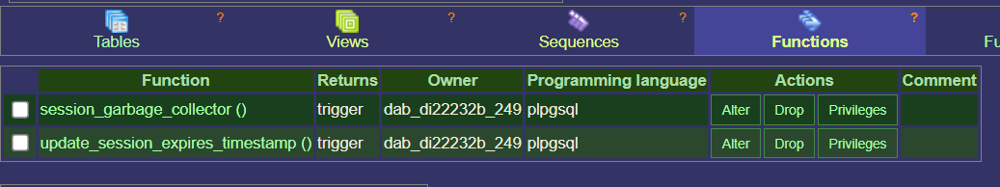 Tables ? Views ? Sequences ? Functions ? Fu
Function Returns Owner Programming language Actions Comment
session_garbage_collector () trigger dab_di22232b_249 plpgsql Alter Drop Privileges
update_session_expires_timestamp () trigger dab_di22232b_249 plpgsql Alter Drop Privileges